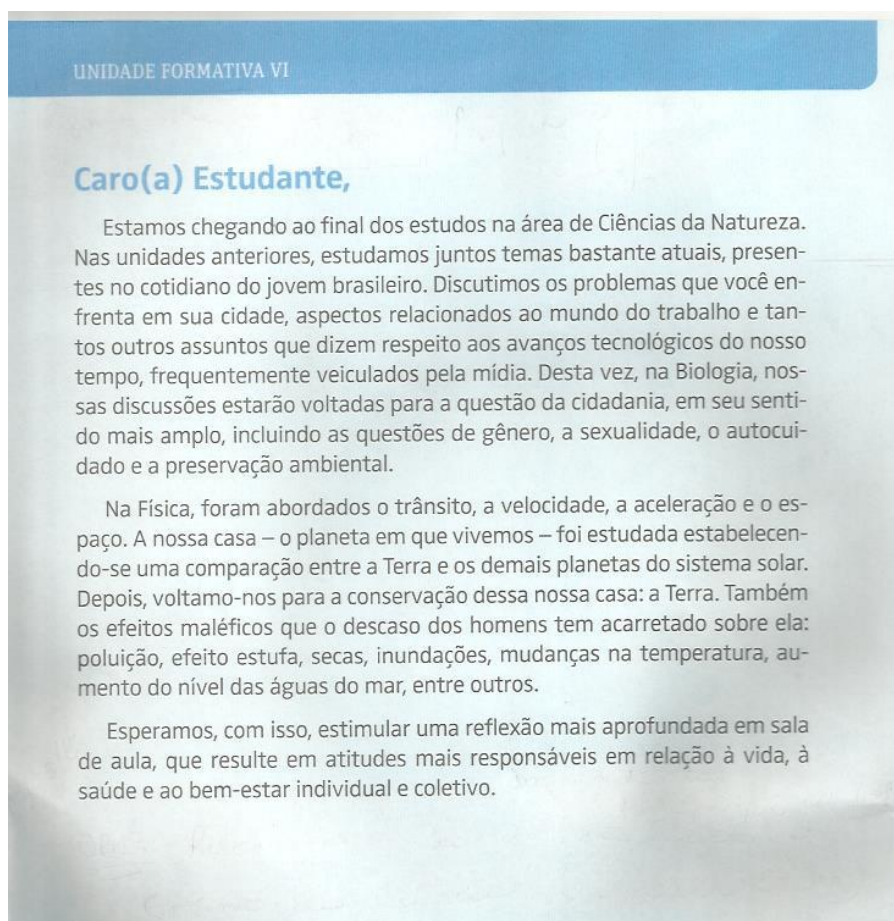 UNIDADE FORMATIVA VI
Caro(a) Estudante,
Estamos chegando ao final dos estudos na área de Ciências da Natureza.
Nas unidades anteriores, estudamos juntos temas bastante atuais, presen-
tes no cotidiano do jovem brasileiro. Discutimos os problemas que você en-
frenta em sua cidade, aspectos relacionados ao mundo do trabalho e tan-
tos outros assuntos que dizem respeito aos avanços tecnológicos do nosso
tempo, frequentemente veiculados pela mídia. Desta vez, na Biologia, nos-
sas discussões estarão voltadas para a questão da cidadania, em seu senti-
do mais amplo, incluindo as questões de gênero, a sexualidade, o autocui-
dado e a preservação ambiental.
Na Física, foram abordados o trânsito, a velocidade, a aceleração e o es-
paço. A nossa casa – o planeta em que vivemos – foi estudada estabelecen-
do-se uma comparação entre a Terra e os demais planetas do sistema solar.
Depois, voltamo-nos para a conservação dessa nossa casa: a Terra. Também
os efeitos maléficos que o descaso dos homens tem acarretado sobre ela:
poluição, efeito estufa, secas, inundações, mudanças na temperatura, au-
mento do nível das águas do mar, entre outros.
Esperamos, com isso, estimular uma reflexão mais aprofundada em sala
de aula, que resulte em atitudes mais responsáveis em relação à vida, à
saúde e ao bem-estar individual e coletivo.